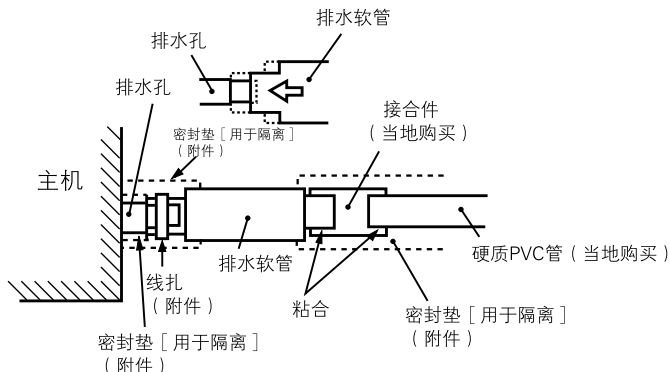 排水软管
排水孔
排水孔
接合件
（当地购买）
密封垫［用于隔离］
（附件）
主机
排水软管
硬质PVC管（当地购买）
线扎
（附件）
粘合
密封垫［用于隔离］
（附件）
密封垫［用于隔离］
（附件）